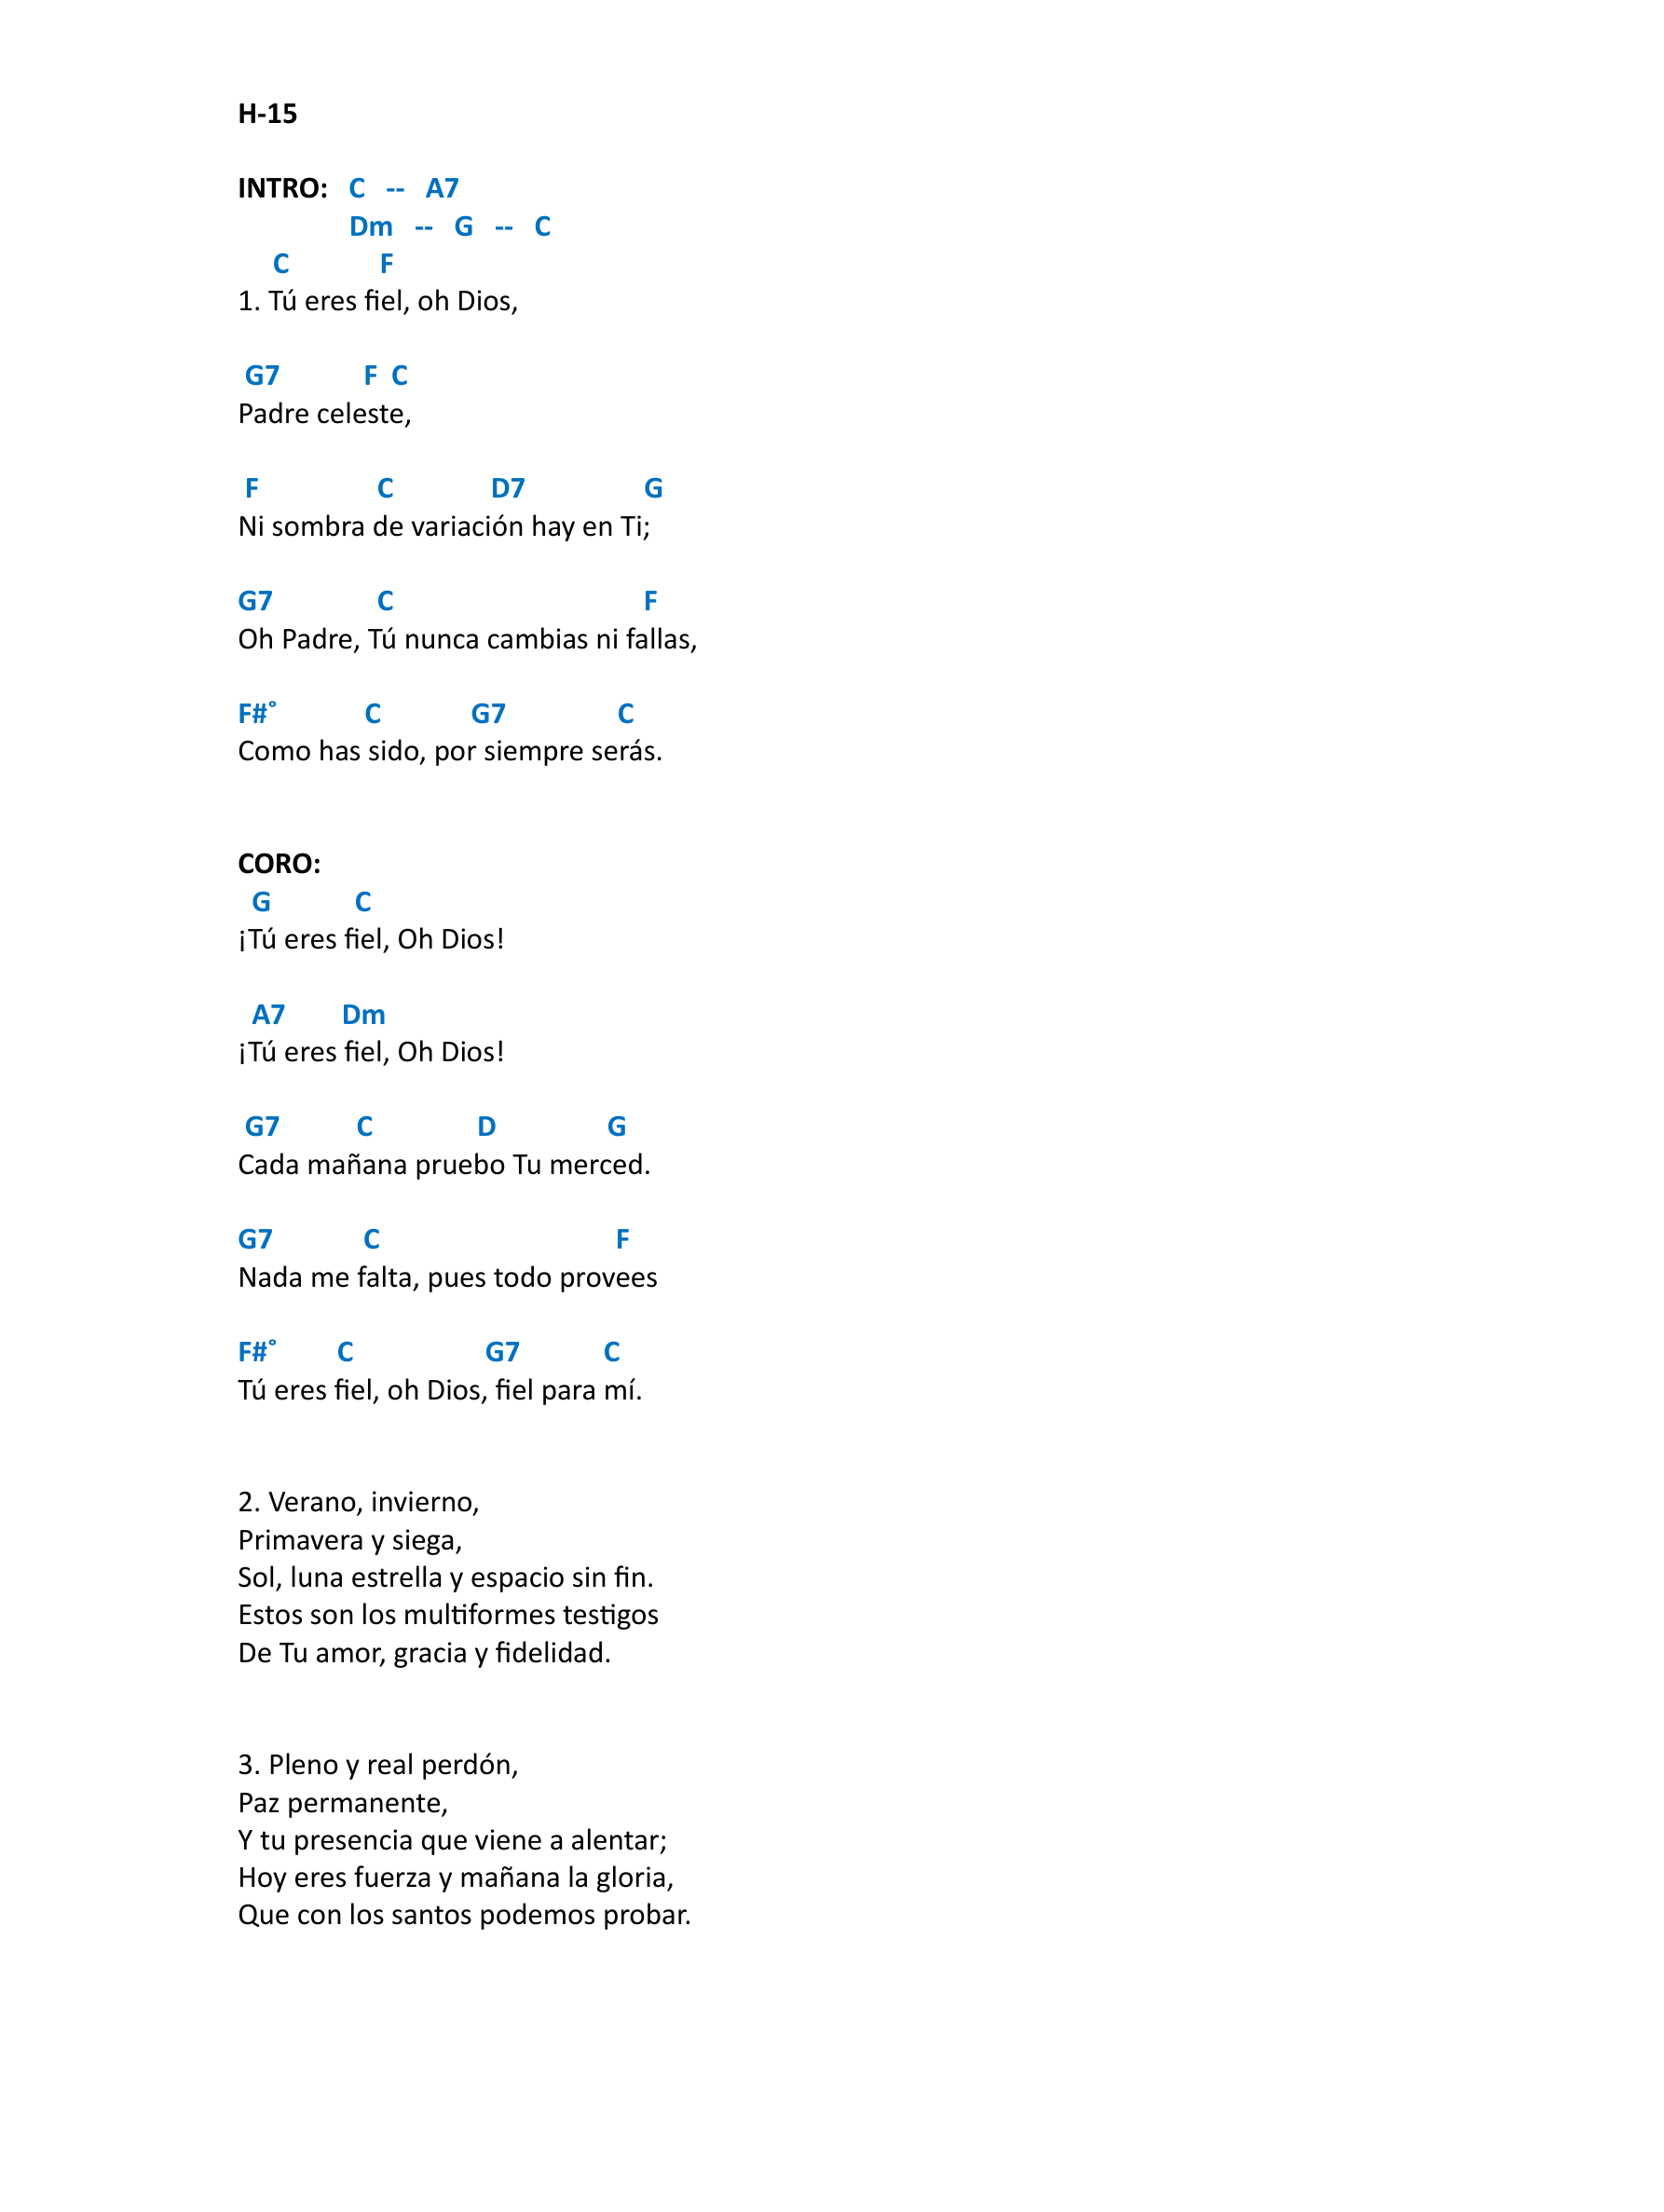 H-15
INTRO: C -- A7
Dm -- G -- C
C F
1. Tú eres fiel, oh Dios,
G7 F C
Padre celeste,
F C D7 G
Ni sombra de variación hay en Ti;
G7 C F
Oh Padre, Tú nunca cambias ni fallas,
F#° C G7 C
Como has sido, por siempre serás.
CORO:
G C
¡Tú eres fiel, Oh Dios!
A7 Dm
¡Tú eres fiel, Oh Dios!
G7 C D G
Cada mañana pruebo Tu merced.
G7 C F
Nada me falta, pues todo provees
F#° C G7 C
Tú eres fiel, oh Dios, fiel para mí.
2. Verano, invierno,
Primavera y siega,
Sol, luna estrella y espacio sin fin.
Estos son los multiformes testigos
De Tu amor, gracia y fidelidad.
3. Pleno y real perdón,
Paz permanente,
Y tu presencia que viene a alentar;
Hoy eres fuerza y mañana la gloria,
Que con los santos podemos probar.